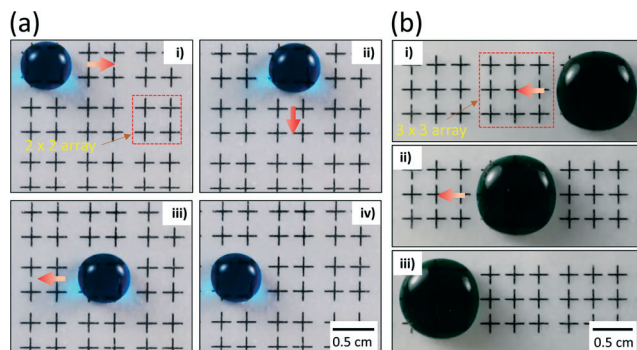 (a)
i)
2 x 2 array
ii)
iii)
iv)
0.5 cm
(b)
i)
3 x 3 array
ii)
iii)
0.5 cm